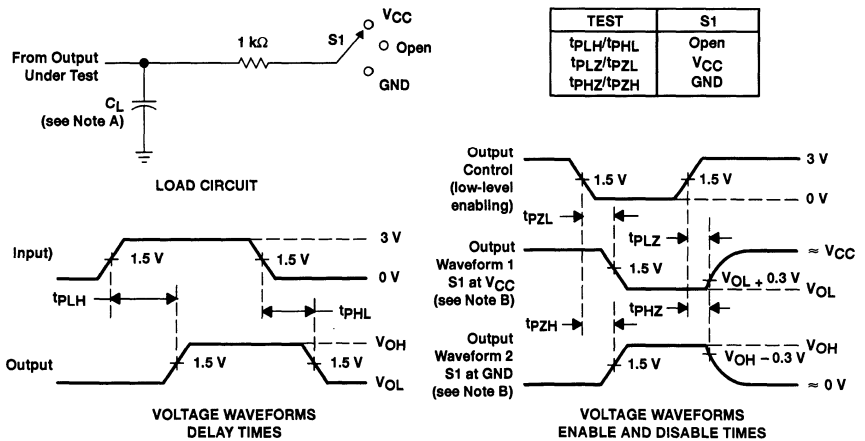 VCC
1 kΩ
S1
Open
From Output
Under Test
GND
CL
(see Note A)
LOAD CIRCUIT
TEST S1
tPLH/tPHL Open
tPLZ/tPZL VCC
tPHZ/tPZH GND
Input)
3 V
1.5 V 1.5 V
0 V
tPLH
tPHL
Output
VOH
1.5 V 1.5 V
VOL
VOLTAGE WAVEFORMS
DELAY TIMES
Output
Control
(low-level
enabling)
3 V
1.5 V 1.5 V
0 V
tPZL
tPLZ
Output
Waveform 1
S1 at VCC
(see Note B)
≈ VCC
1.5 V
VOL + 0.3 V
VOL
tPZH
tPHZ
Output
Waveform 2
S1 at GND
(see Note B)
VOH
1.5 V
VOH – 0.3 V
≈ 0 V
VOLTAGE WAVEFORMS
ENABLE AND DISABLE TIMES